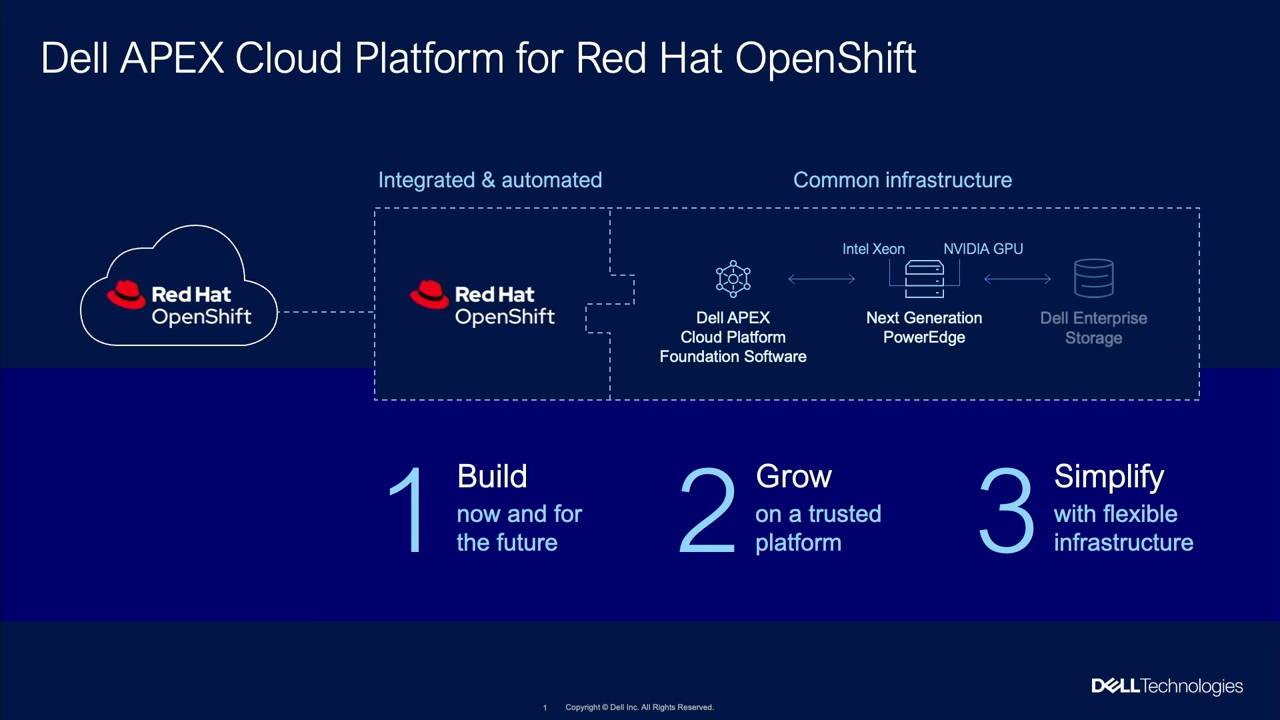 Dell APEX Cloud Platform for Red Hat OpenShift
Integrated & automated
Common infrastructure
Red Hat
OpenShift
Red Hat
OpenShift
Intel Xeon
NVIDIA GPU
Dell APEX
Cloud Platform
Foundation Software
Next Generation
PowerEdge
Dell Enterprise
Storage
1
Build
now and for
the future
2
Grow
on a trusted
platform
3
Simplify
with flexible
infrastructure
DELLTechnologies
1 Copyright © Dell Inc. All Rights Reserved.